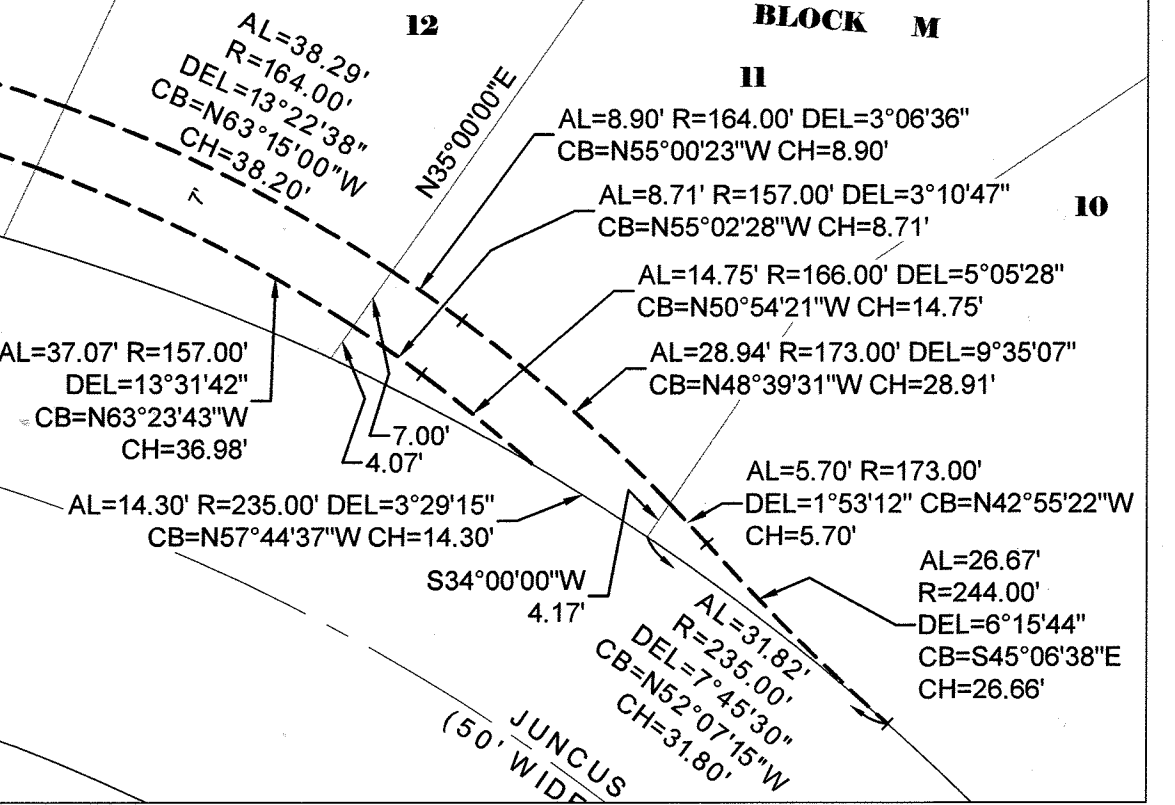 BLOCK M
12
11
10
AL=38.29'
R=164.00'
DEL=13°22'38"
CB=N63°15'00"W
CH=38.20'
N35°00'00"E
7
AL=8.90' R=164.00' DEL=3°06'36"
CB=N55°00'23"W CH=8.90'
AL=8.71' R=157.00' DEL=3°10'47"
CB=N55°02'28"W CH=8.71'
AL=14.75' R=166.00' DEL=5°05'28"
CB=N50°54'21"W CH=14.75'
AL=28.94' R=173.00' DEL=9°35'07"
CB=N48°39'31"W CH=28.91'
AL=37.07' R=157.00'
DEL=13°31'42"
CB=N63°23'43"W
CH=36.98'
7.00'
4.07'
AL=5.70' R=173.00'
DEL=1°53'12" CB=N42°55'22"W
CH=5.70'
AL=14.30' R=235.00' DEL=3°29'15"
CB=N57°44'37"W CH=14.30'
S34°00'00"W
4.17'
AL=26.67'
R=244.00'
DEL=6°15'44"
CB=S45°06'38"E
CH=26.66'
AL=31.82'
R=235.00'
DEL=7°45'30"
CB=N52°07'15"W
CH=31.80'
JUNCUS
(50' WIDE